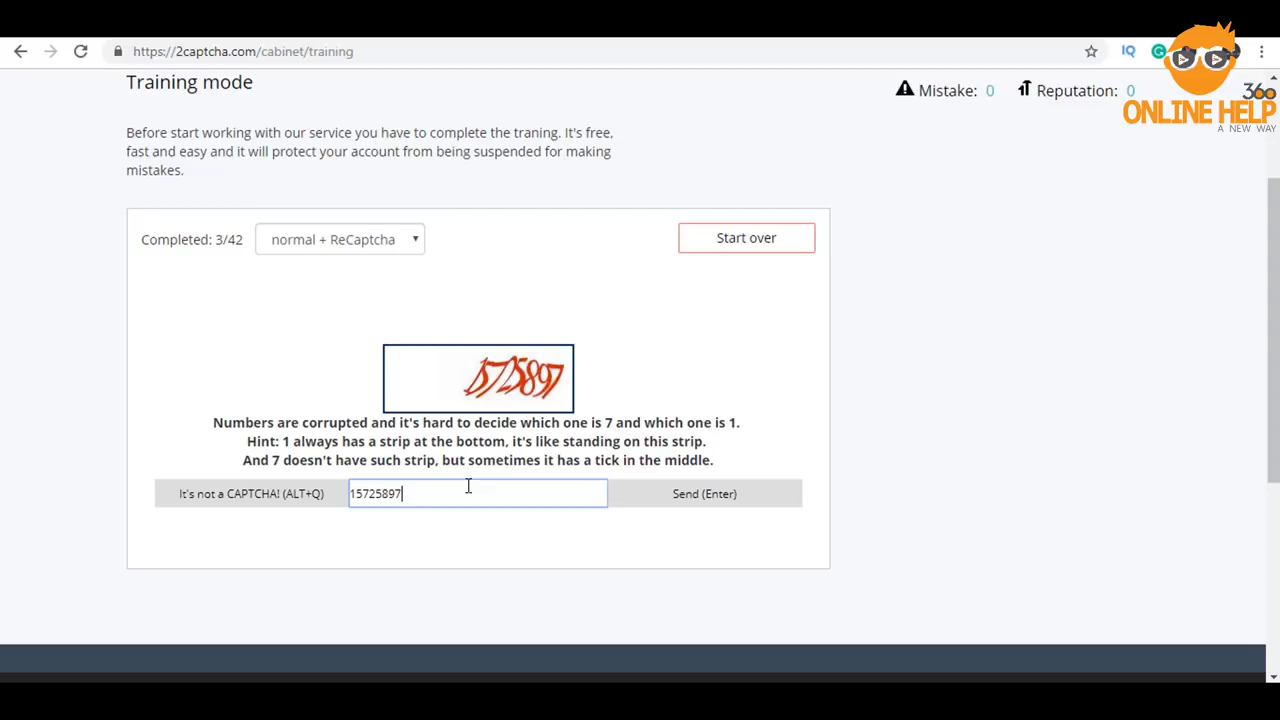 https://2captcha.com/cabinet/training
IQ
360
ONLINE HELP
A NEW WAY
Training mode
Mistake: 0
Reputation: 0
Before start working with our service you have to complete the traning. It's free,
fast and easy and it will protect your account from being suspended for making
mistakes.
Completed: 3/42
normal + ReCaptcha
Start over
Numbers are corrupted and it's hard to decide which one is 7 and which one is 1.
Hint: 1 always has a strip at the bottom, it's like standing on this strip.
And 7 doesn't have such strip, but sometimes it has a tick in the middle.
It's not a CAPTCHA! (ALT+Q)
15725897
Send (Enter)